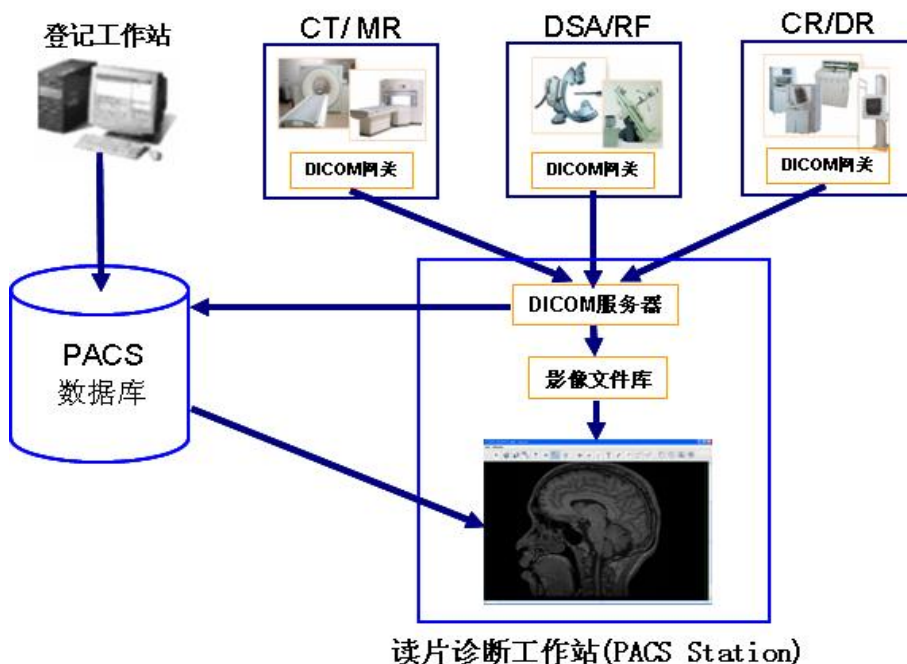 登记工作站
CT/ MR
DSA/RF
CR/DR
DICOM网关
DICOM网关
DICOM网关
DICOM服务器
PACS
数据库
影像文件库
读片诊断工作站(PACS Station)